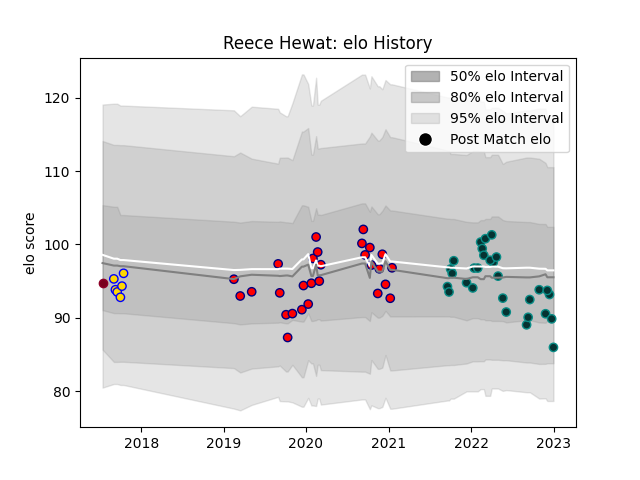 Reece Hewat: elo History
50% elo Interval
80% elo Interval
95% elo Interval
Post Match elo
elo score
120
110
100
90
80
2018
2019
2020
2021
2022
2023